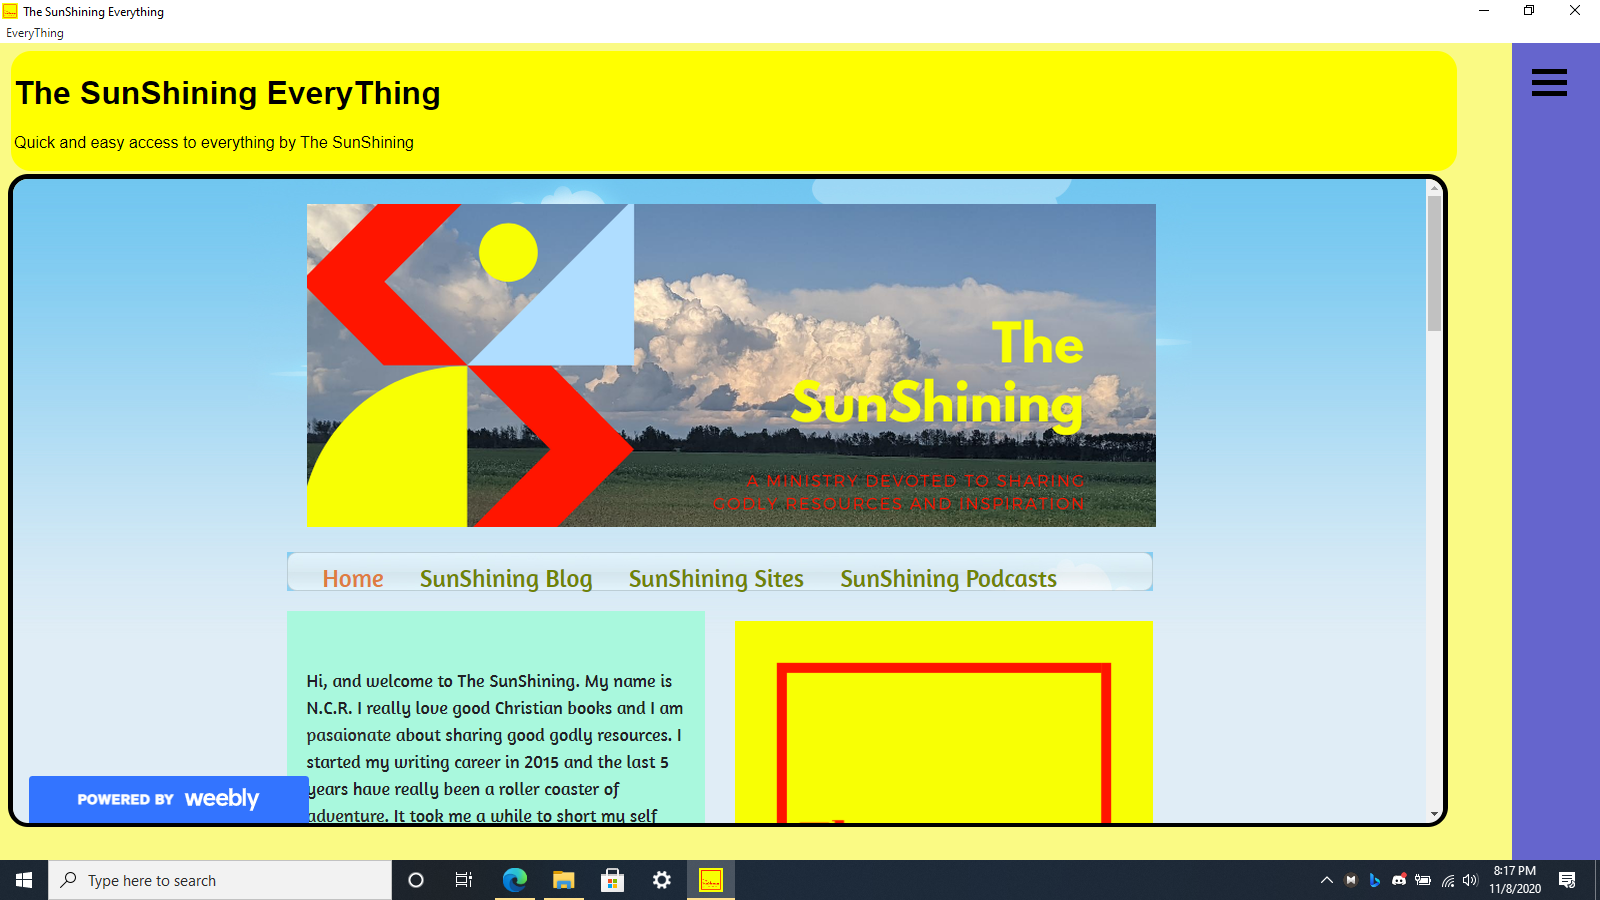 The SunShining Everything
EveryThing
The SunShining EveryThing
Quick and easy access to everything by The SunShining
The
SunShining
A MINISTRY DEVOTED TO SHARING
GODLY RESOURCES AND INSPIRATION
Home SunShining Blog SunShining Sites SunShining Podcasts
Hi, and welcome to The SunShining. My name is
N.C.R. I really love good Christian books and I am
pasaionate about sharing good godly resources. I
started my writing career in 2015 and the last 5
years have really been a roller coaster of
adventure. It took me a while to short my self
POWERED BY weebly
Type here to search
8:17 PM
11/8/2020